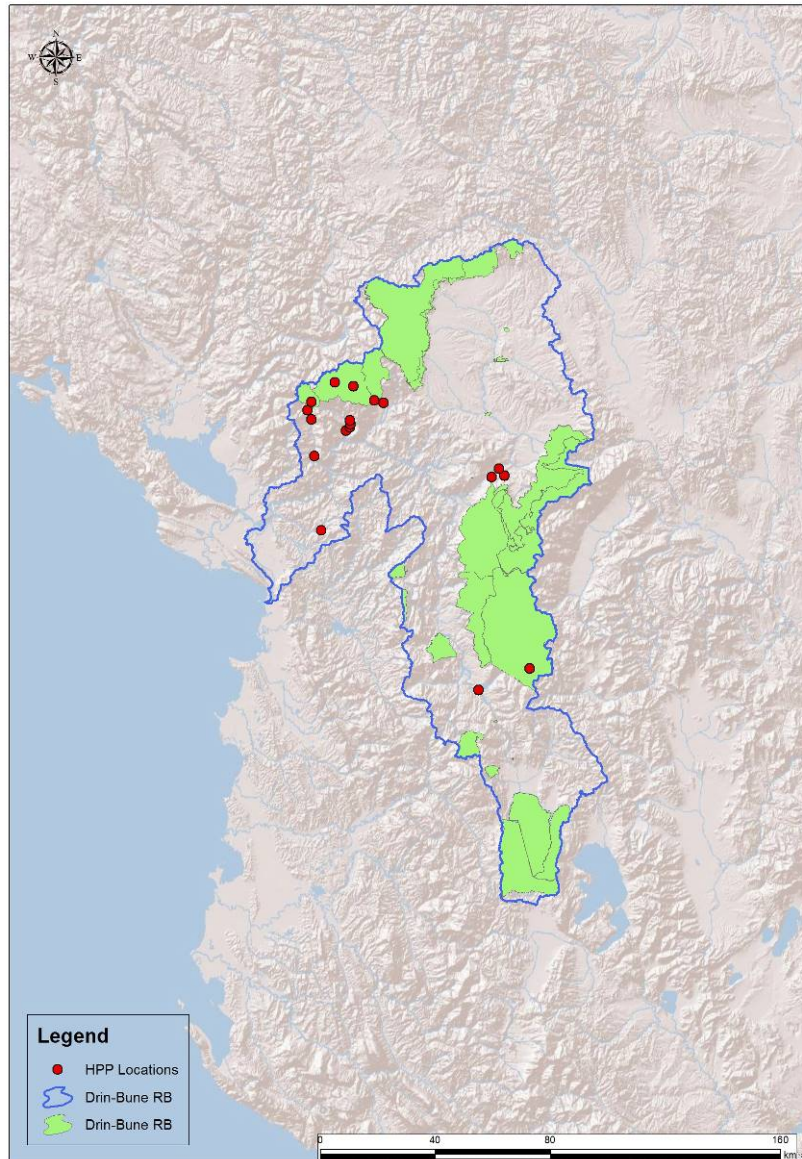 N
W E
S
Legend
HPP Locations
Drin-Bune RB
Drin-Bune RB
0 40 80 160
km